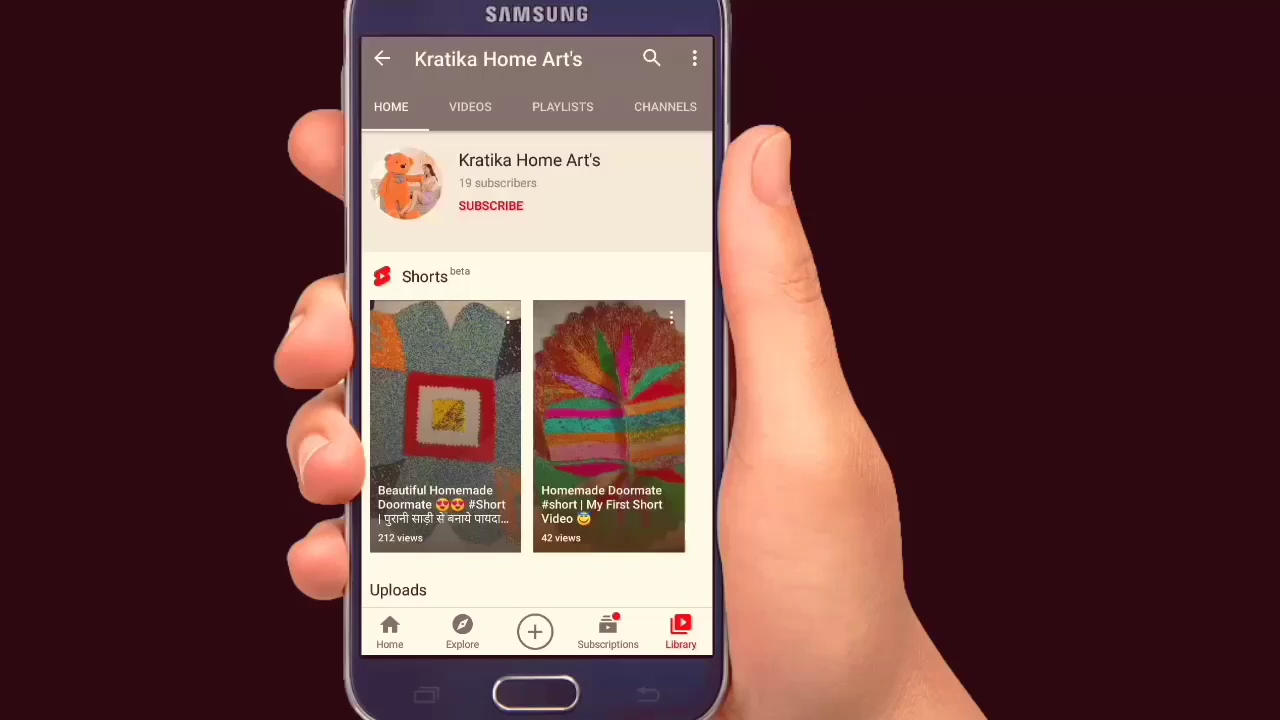 SAMSUNG
Kratika Home Art's
HOME
VIDEOS
PLAYLISTS
CHANNELS
Kratika Home Art's
19 subscribers
SUBSCRIBE
Shorts beta
Beautiful Homemade
Doormate 😍😍 #Short
| पुरानी साड़ी से बनाये पायदा...
212 views
Homemade Doormate
#short | My First Short
Video 😇
42 views
Uploads
Home
Explore
Subscriptions
Library